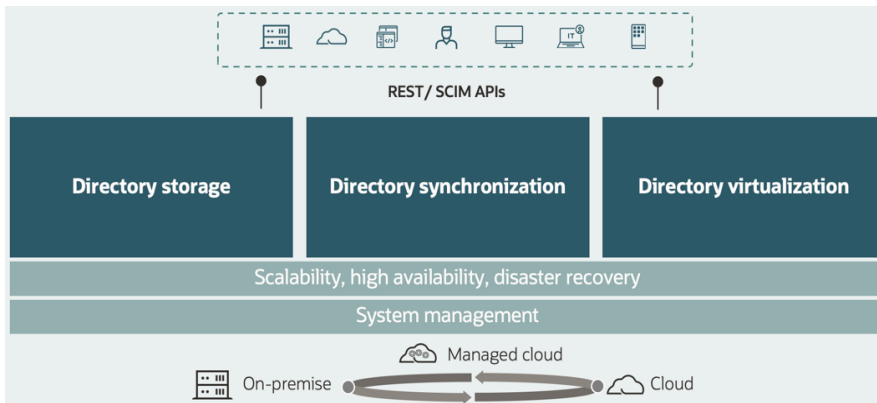 IT
REST/ SCIM APIs
Directory storage
Directory synchronization
Directory virtualization
Scalability, high availability, disaster recovery
System management
Managed cloud
On-premise
Cloud